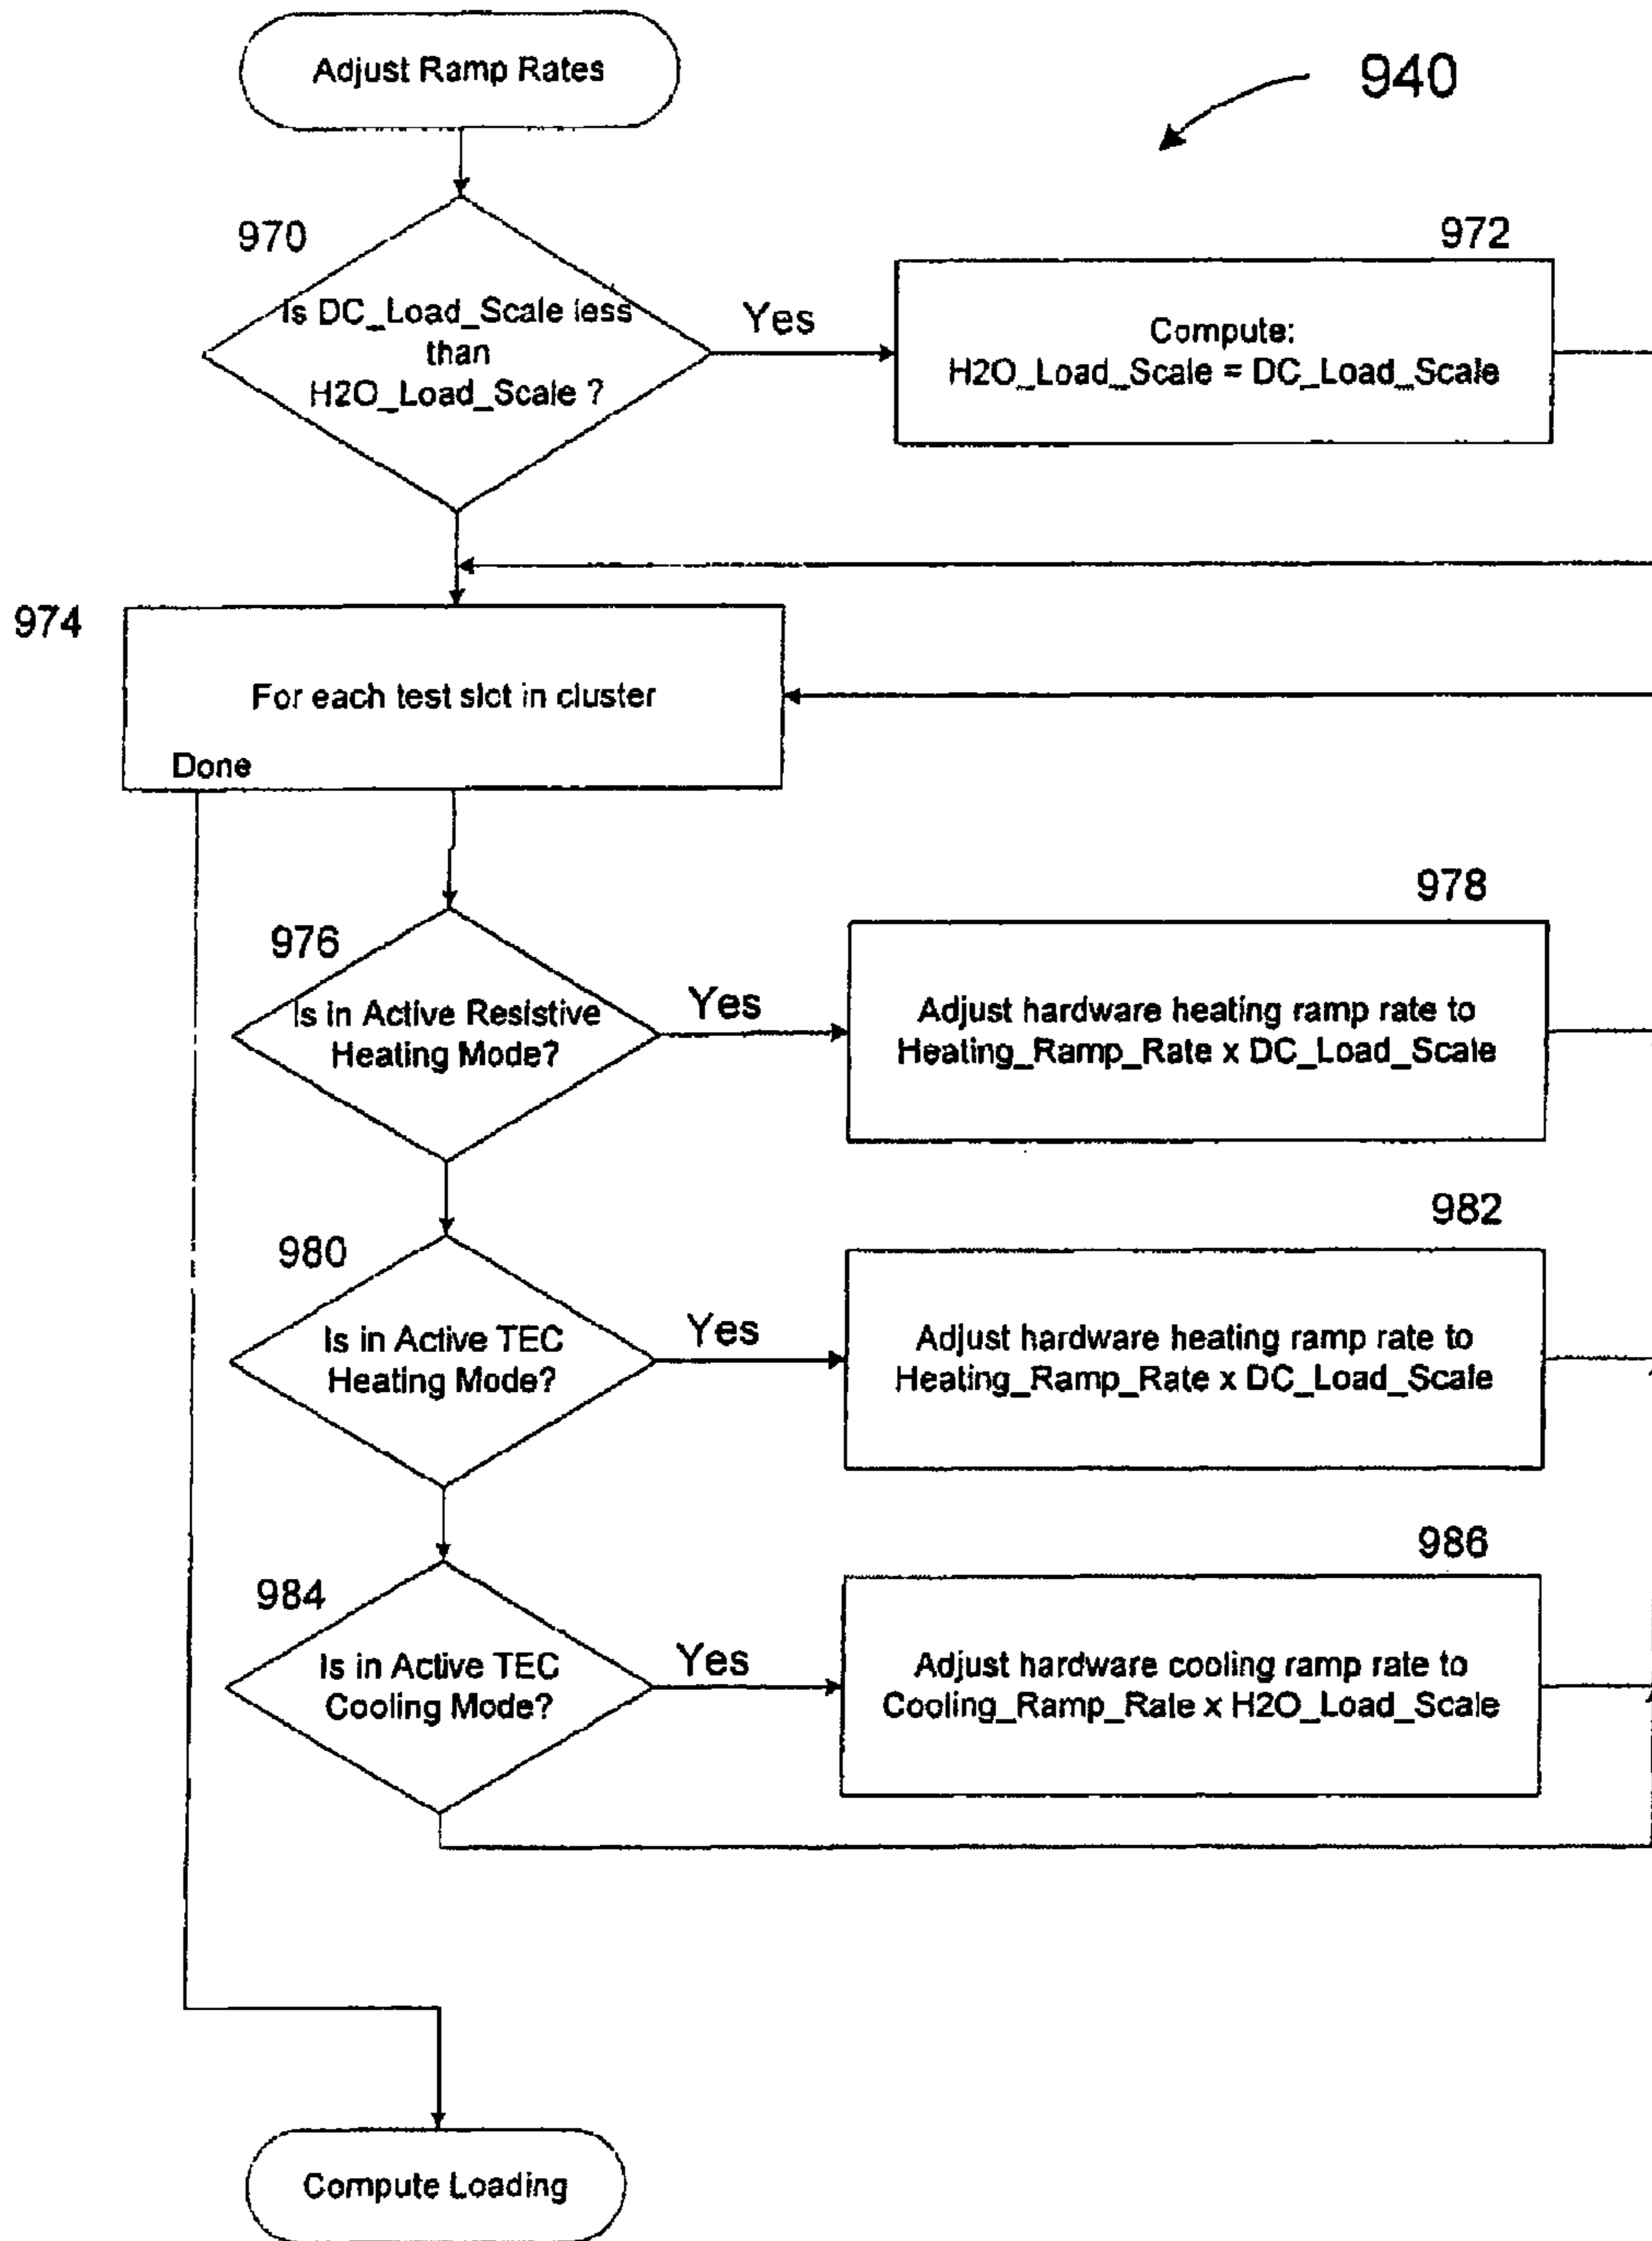 Adjust Ramp Rates
940
970
Is DC_Load_Scale less
than
H2O_Load_Scale ?
Yes
972
Compute:
H2O_Load_Scale = DC_Load_Scale
974
For each test slot in cluster
Done
976
Is in Active Resistive
Heating Mode?
Yes
978
Adjust hardware heating ramp rate to
Heating_Ramp_Rate x DC_Load_Scale
980
Is in Active TEC
Heating Mode?
Yes
982
Adjust hardware heating ramp rate to
Heating_Ramp_Rate x DC_Load_Scale
984
Is in Active TEC
Cooling Mode?
Yes
986
Adjust hardware cooling ramp rate to
Cooling_Ramp_Rate x H2O_Load_Scale
Compute Loading